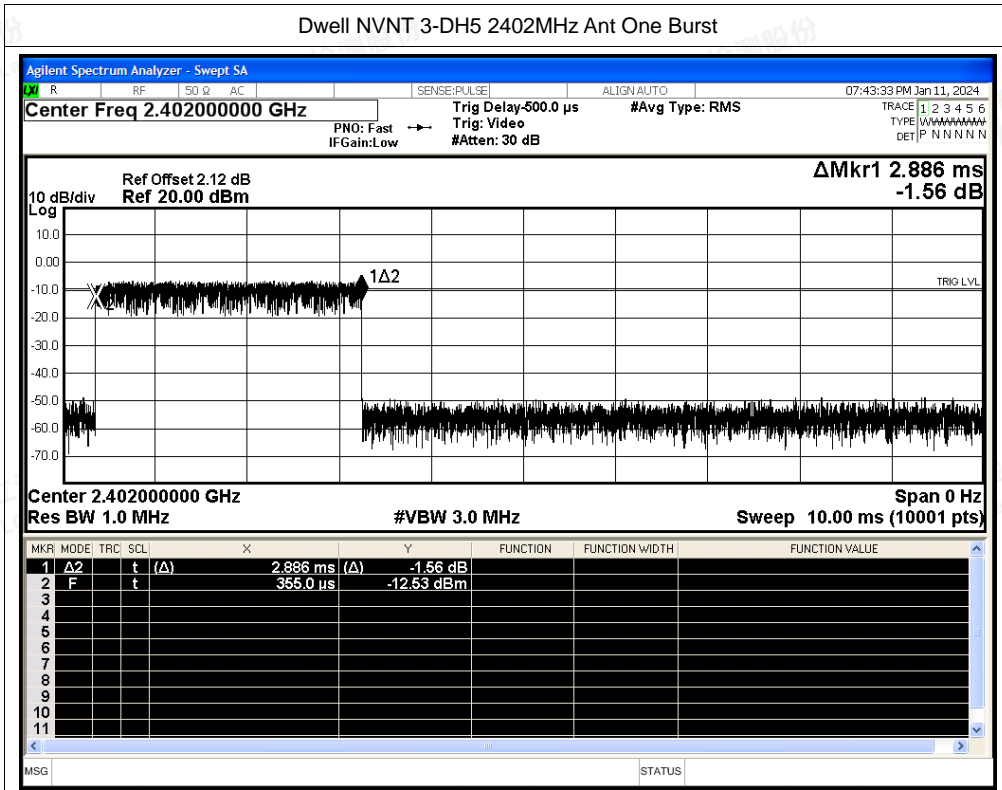 Dwell NVNT 3-DH5 2402MHz Ant One Burst
Agilent Spectrum Analyzer - Swept SA
LXI R RF 50 Ω AC SENSE:PULSE ALIGN AUTO 07:43:33 PM Jan 11, 2024
Center Freq 2.402000000 GHz
PNO: Fast
IFGain:Low
Trig Delay-500.0 µs
Trig: Video
#Atten: 30 dB
#Avg Type: RMS
TRACE 1 2 3 4 5 6
TYPE WWWWWW
DET P N N N N N
ΔMkr1 2.886 ms
-1.56 dB
Ref Offset 2.12 dB
10 dB/div Ref 20.00 dBm
Log
10.0
0.00
-10.0
-20.0
-30.0
-40.0
-50.0
-60.0
-70.0
1Δ2
2
TRIG LVL
Center 2.402000000 GHz Span 0 Hz
Res BW 1.0 MHz #VBW 3.0 MHz Sweep 10.00 ms (10001 pts)
MKR MODE TRC SCL X Y FUNCTION FUNCTION WIDTH FUNCTION VALUE
1 Δ2 t (Δ) 2.886 ms (Δ) -1.56 dB
2 F t 355.0 µs -12.53 dBm
3
4
5
6
7
8
9
10
11
MSG STATUS